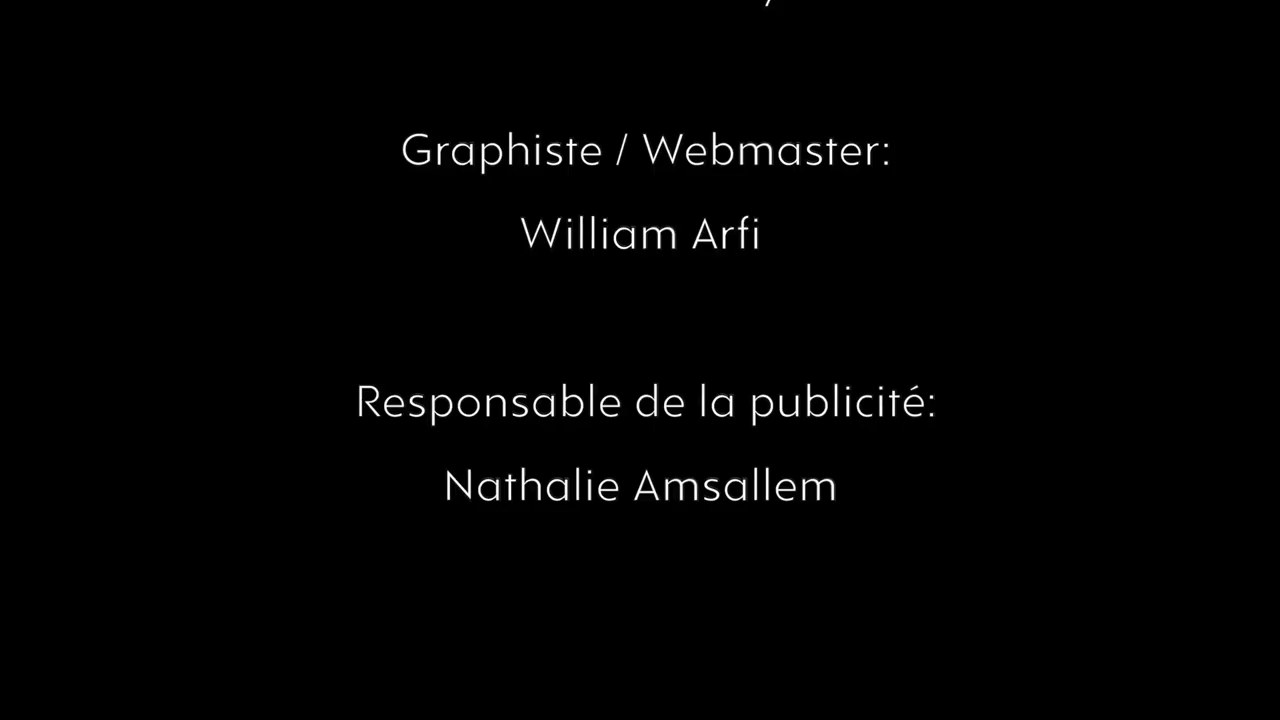 Graphiste / Webmaster:
William Arfi
Responsable de la publicité:
Nathalie Amsallem